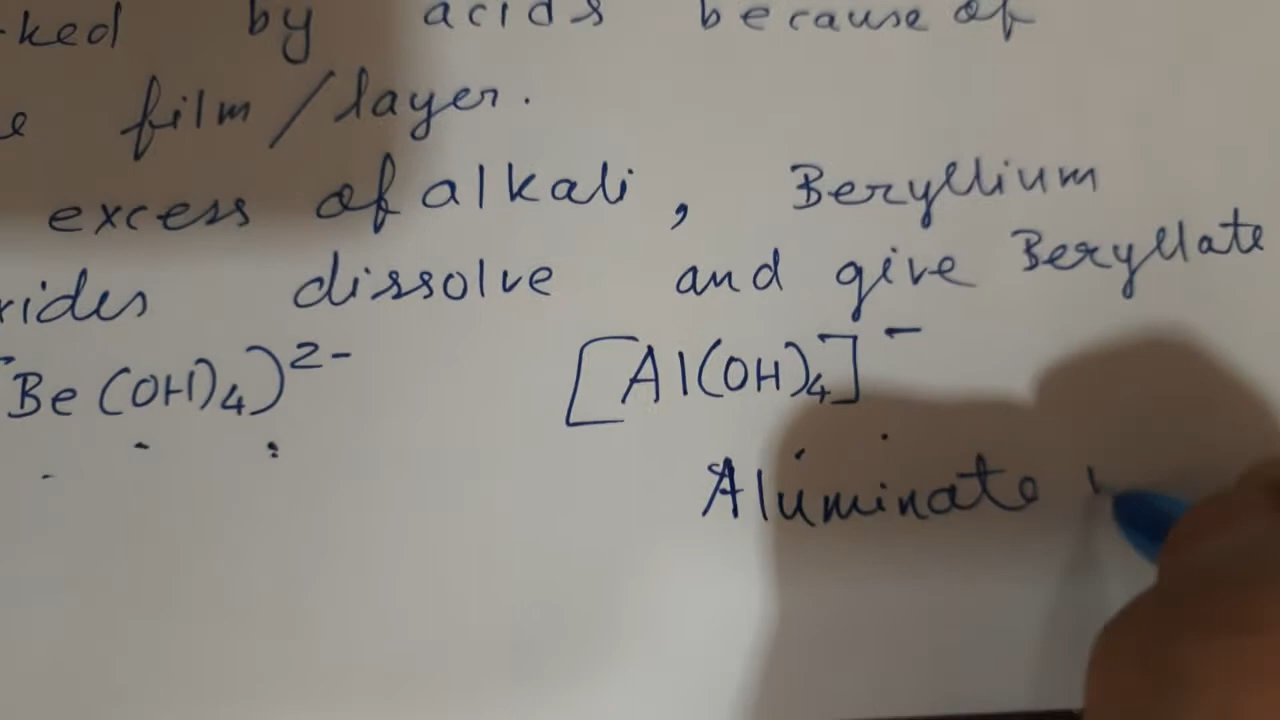 ked by acids because of
e film/layer.
excess of alkali, Beryllium
rides dissolve and give Beryllate
Be(OH)4)2- [Al(OH)4]-
Aluminate